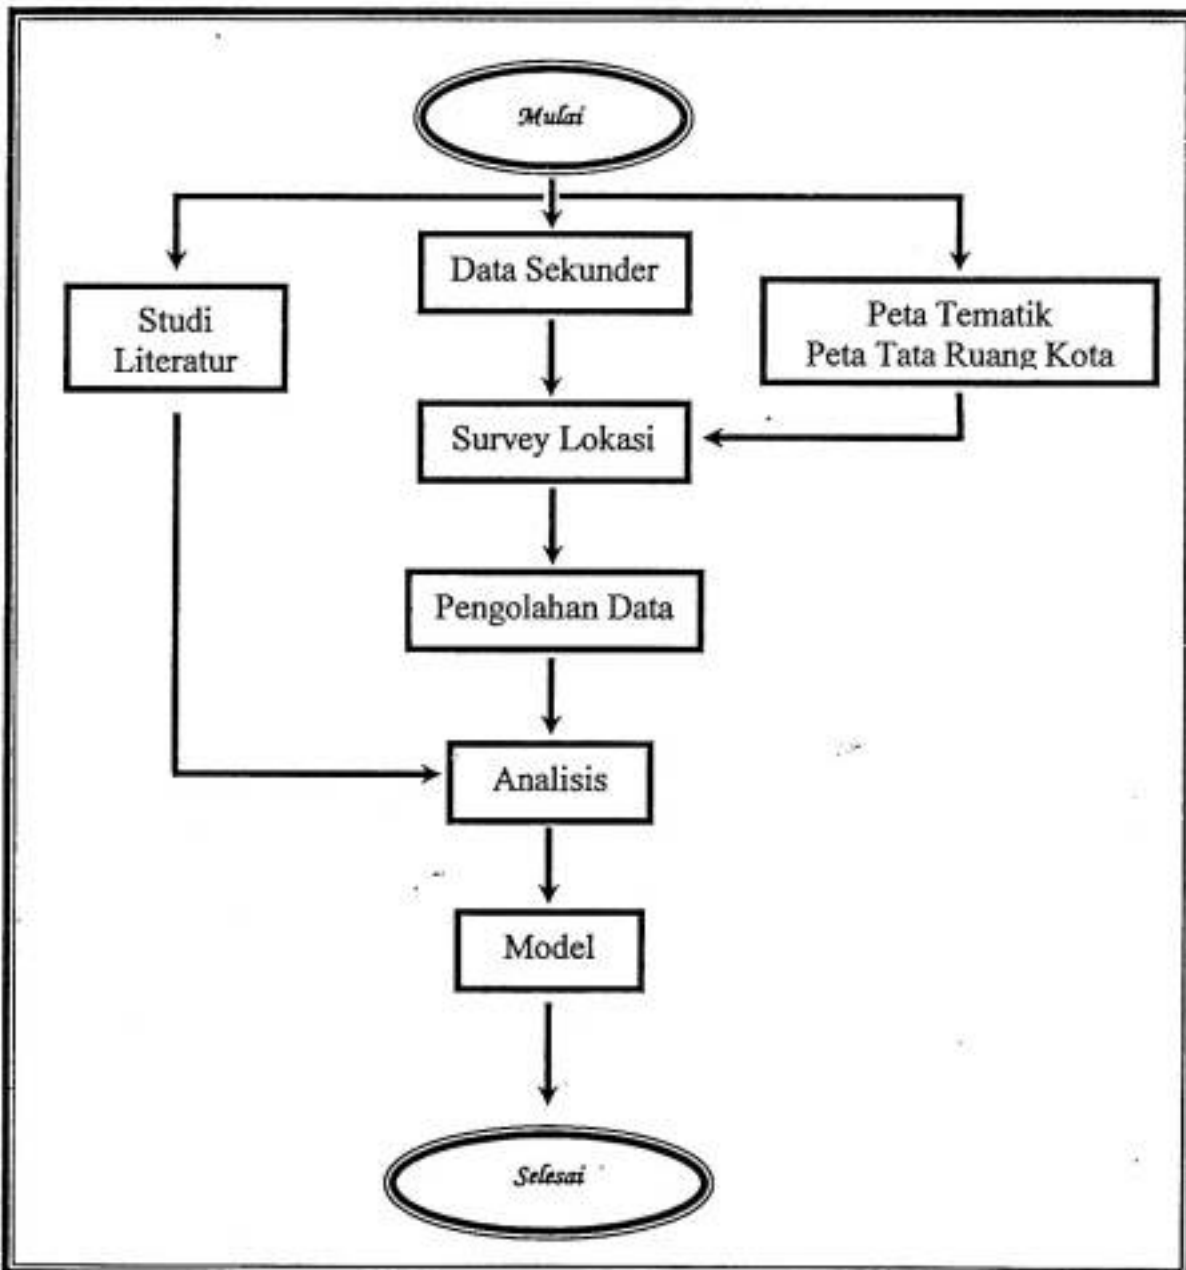 Mulai
Data Sekunder
Studi
Literatur
Peta Tematik
Peta Tata Ruang Kota
Survey Lokasi
Pengolahan Data
Analisis
Model
Selesai